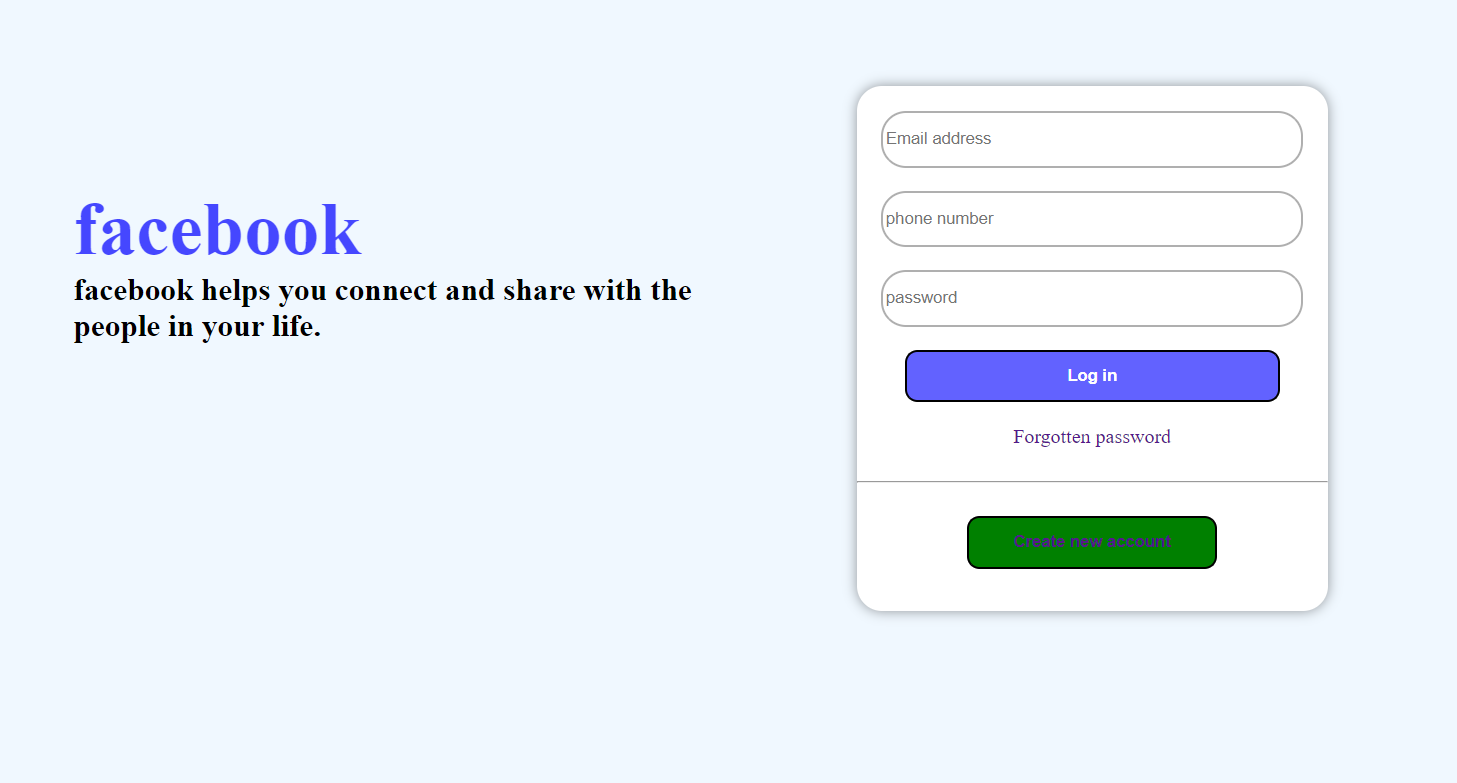 facebook
facebook helps you connect and share with the
people in your life.
Email address
phone number
password
Log in
Forgotten password
Create new account